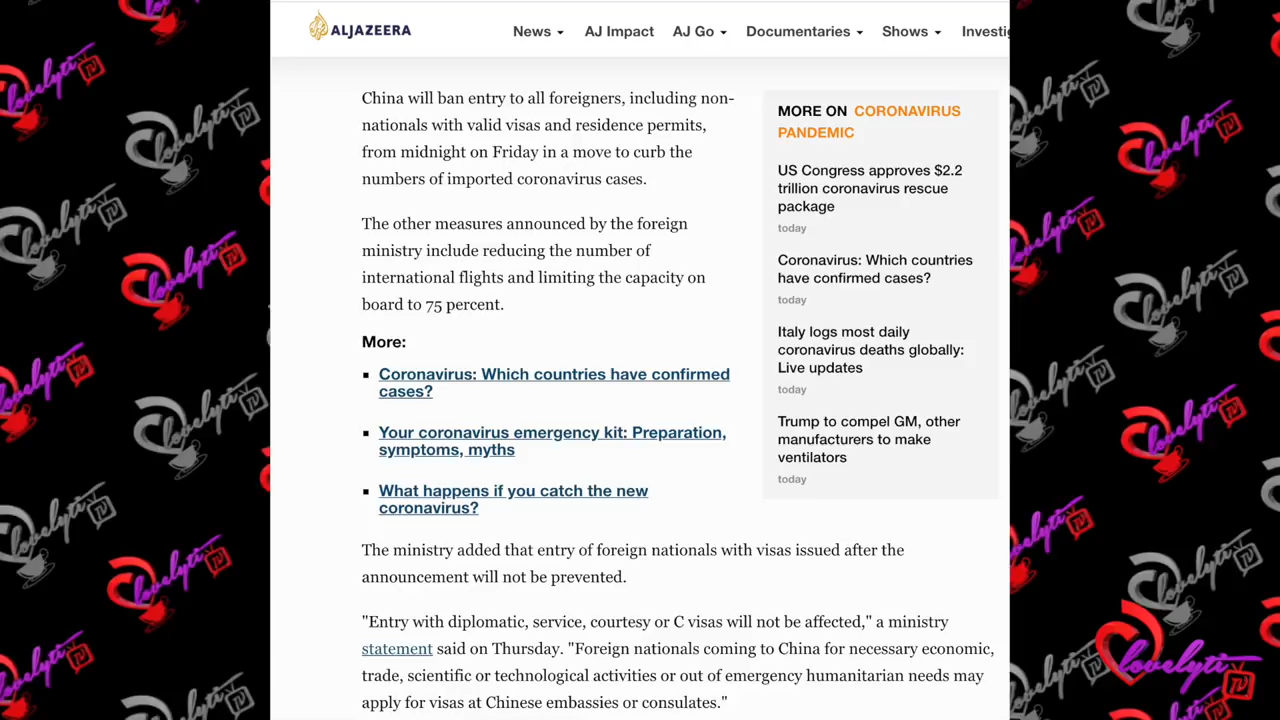 ALJAZEERA
News AJ Impact AJ Go Documentaries Shows
China will ban entry to all foreigners, including non-
nationals with valid visas and residence permits,
from midnight on Friday in a move to curb the
numbers of imported coronavirus cases.
The other measures announced by the foreign
ministry include reducing the number of
international flights and limiting the capacity on
board to 75 percent.
More:
Coronavirus: Which countries have confirmed
cases?
Your coronavirus emergency kit: Preparation,
symptoms, myths
What happens if you catch the new
coronavirus?
MORE ON CORONAVIRUS
PANDEMIC
US Congress approves $2.2
trillion coronavirus rescue
package
today
Coronavirus: Which countries
have confirmed cases?
today
Italy logs most daily
coronavirus deaths globally:
Live updates
today
Trump to compel GM, other
manufacturers to make
ventilators
today
The ministry added that entry of foreign nationals with visas issued after the
announcement will not be prevented.
"Entry with diplomatic, service, courtesy or C visas will not be affected," a ministry
statement said on Thursday. "Foreign nationals coming to China for necessary economic,
trade, scientific or technological activities or out of emergency humanitarian needs may
apply for visas at Chinese embassies or consulates."